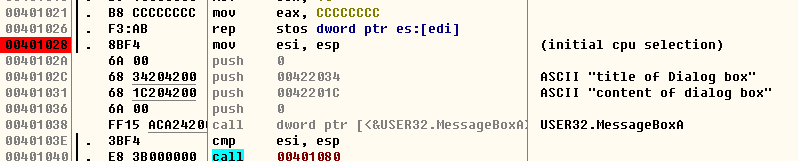 00401021 . B8 CCCCCCCC mov eax, CCCCCCCC
00401026 . F3:AB rep stos dword ptr es:[edi]
00401028 . 8BF4 mov esi, esp (initial cpu selection)
0040102A 6A 00 push 0
0040102C 68 34204200 push 00422034 ASCII "title of Dialog box"
00401031 68 1C204200 push 0042201C ASCII "content of dialog box"
00401036 6A 00 push 0
00401038 FF15 ACA24200 call dword ptr [<&USER32.MessageBoxA> USER32.MessageBoxA
0040103E . 3BF4 cmp esi, esp
00401040 . E8 3B000000 call 00401080